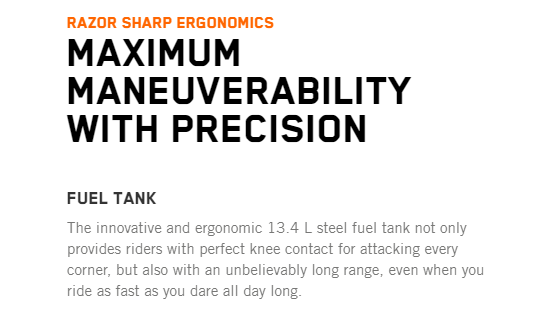 RAZOR SHARP ERGONOMICS
MAXIMUM
MANEUVERABILITY
WITH PRECISION
FUEL TANK
The innovative and ergonomic 13.4 L steel fuel tank not only
provides riders with perfect knee contact for attacking every
corner, but also with an unbelievably long range, even when you
ride as fast as you dare all day long.